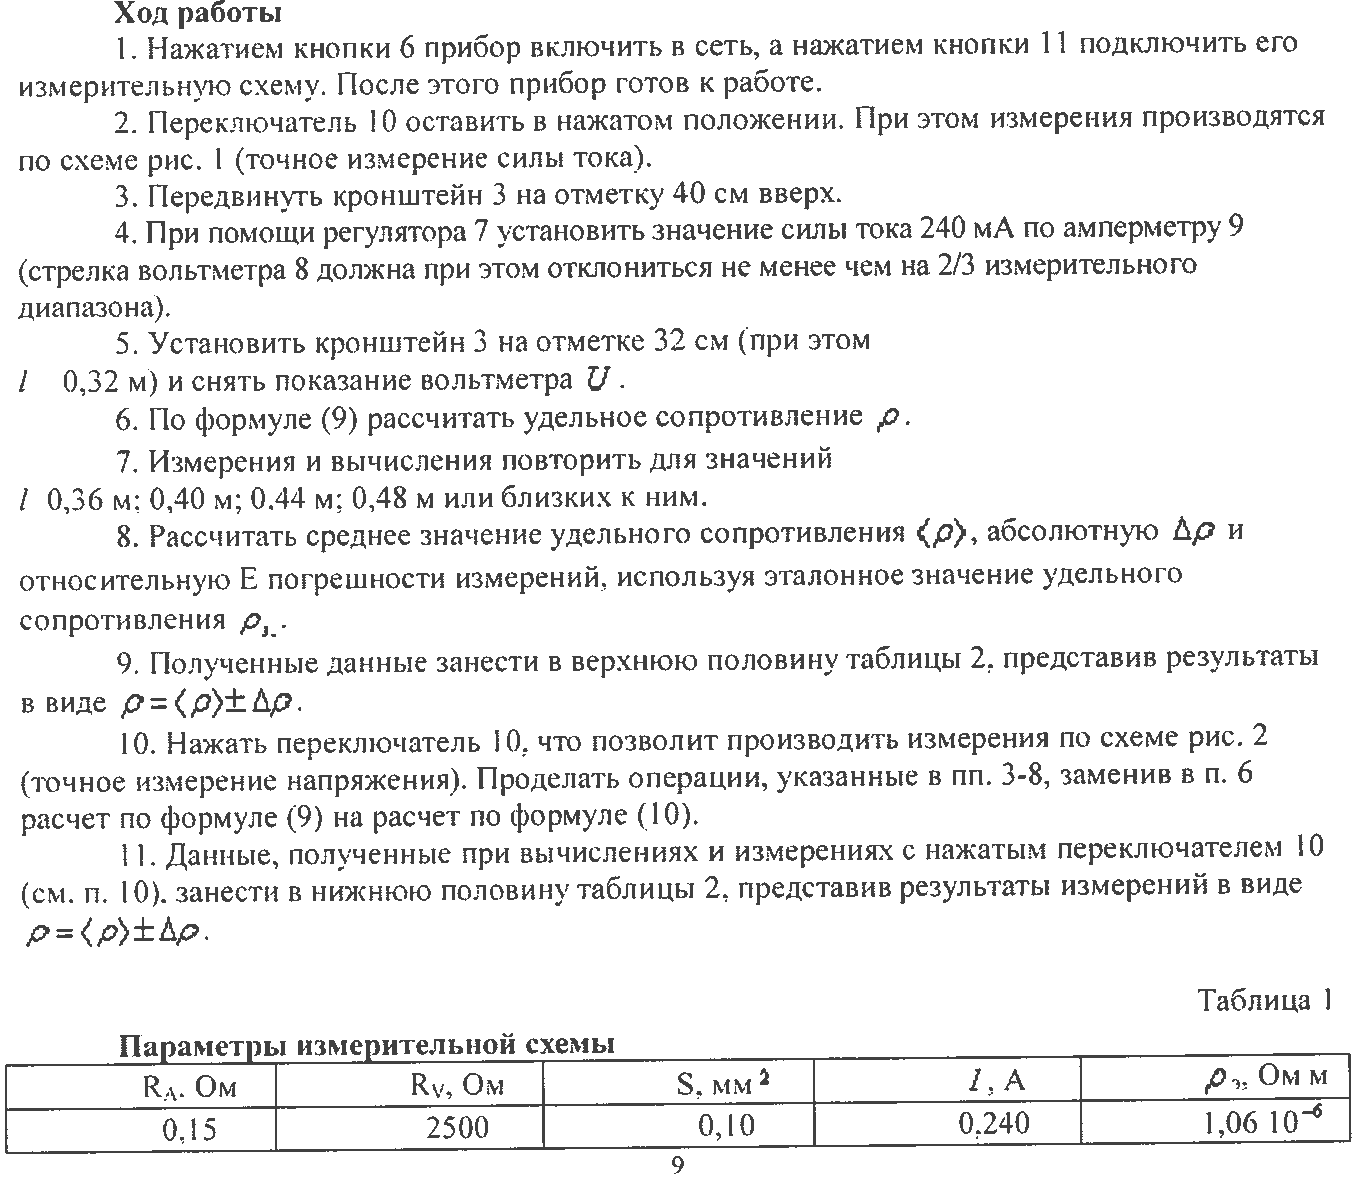 Ход работы
1. Нажатием кнопки 6 прибор включить в сеть, а нажатием кнопки 11 подключить его
измерительную схему. После этого прибор готов к работе.
2. Переключатель 10 оставить в нажатом положении. При этом измерения производятся
по схеме рис. 1 (точное измерение силы тока).
3. Передвинуть кронштейн 3 на отметку 40 см вверх.
4. При помощи регулятора 7 установить значение силы тока 240 мА по амперметру 9
(стрелка вольтметра 8 должна при этом отклониться не менее чем на 2/3 измерительного
диапазона).
5. Установить кронштейн 3 на отметке 32 см (при этом
l 0,32 м) и снять показание вольтметра U .
6. По формуле (9) рассчитать удельное сопротивление ρ.
7. Измерения и вычисления повторить для значений
l 0,36 м; 0,40 м; 0.44 м; 0,48 м или близких к ним.
8. Рассчитать среднее значение удельного сопротивления ⟨ρ⟩, абсолютную Δρ и
относительную Е погрешности измерений, используя эталонное значение удельного
сопротивления ρэ.
9. Полученные данные занести в верхнюю половину таблицы 2, представив результаты
в виде ρ=⟨ρ⟩±Δρ.
10. Нажать переключатель 10, что позволит производить измерения по схеме рис. 2
(точное измерение напряжения). Проделать операции, указанные в пп. 3-8, заменив в п. 6
расчет по формуле (9) на расчет по формуле (10).
11. Данные, полученные при вычислениях и измерениях с нажатым переключателем 10
(см. п. 10), занести в нижнюю половину таблицы 2, представив результаты измерений в виде
ρ=⟨ρ⟩±Δρ.
Таблица 1
Параметры измерительной схемы
RА, Ом RV, Ом S, мм² I, А ρэ, Ом м
0,15 2500 0,10 0,240 1,06 10⁻⁶
9